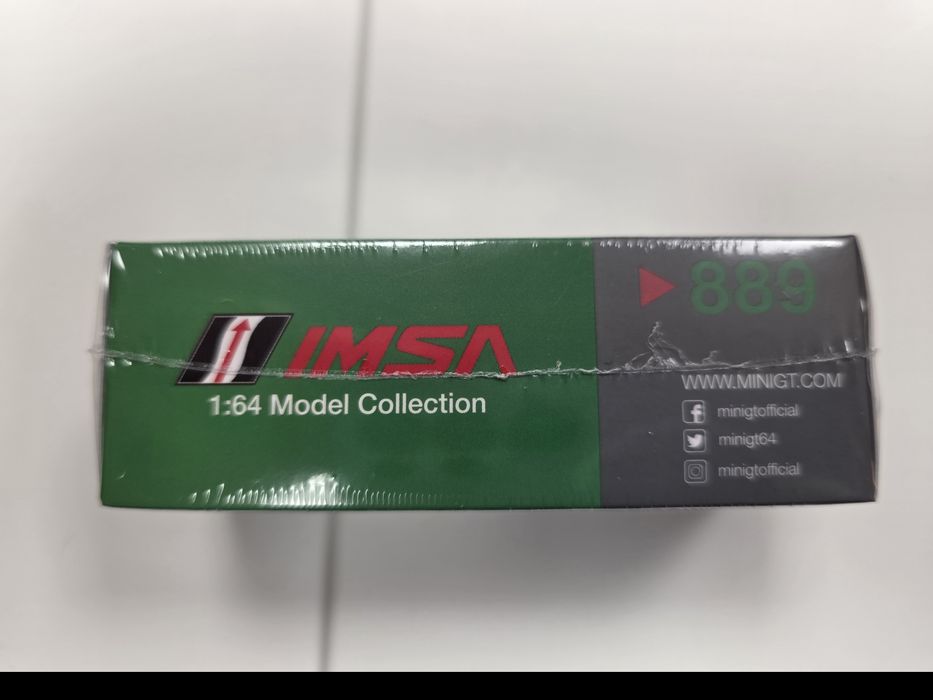 IMSA
1:64 Model Collection
889
WWW.MINIGT.COM
minigtofficial
minigt64
minigtofficial